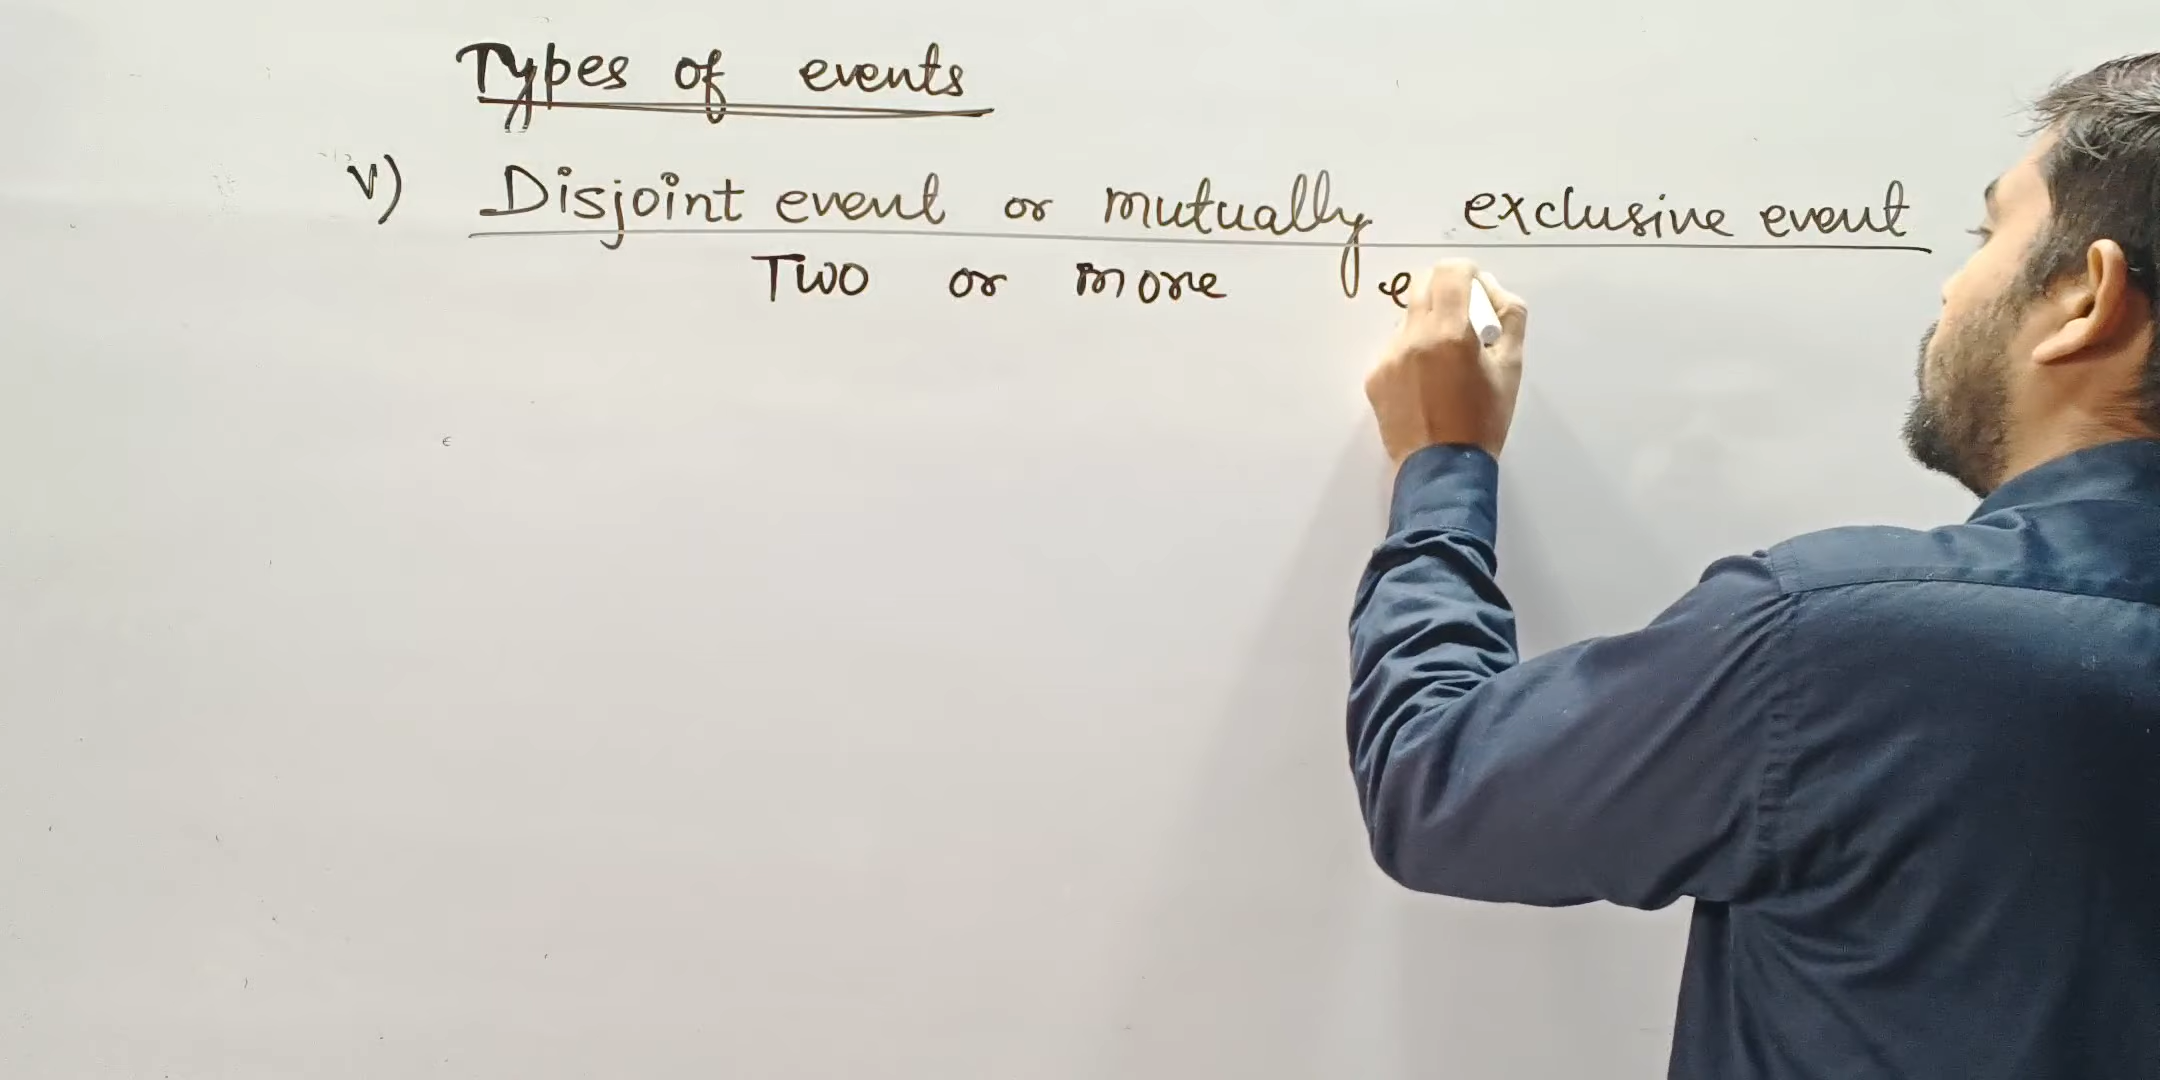 Types of events
v) Disjoint event or mutually exclusive event
Two or more e